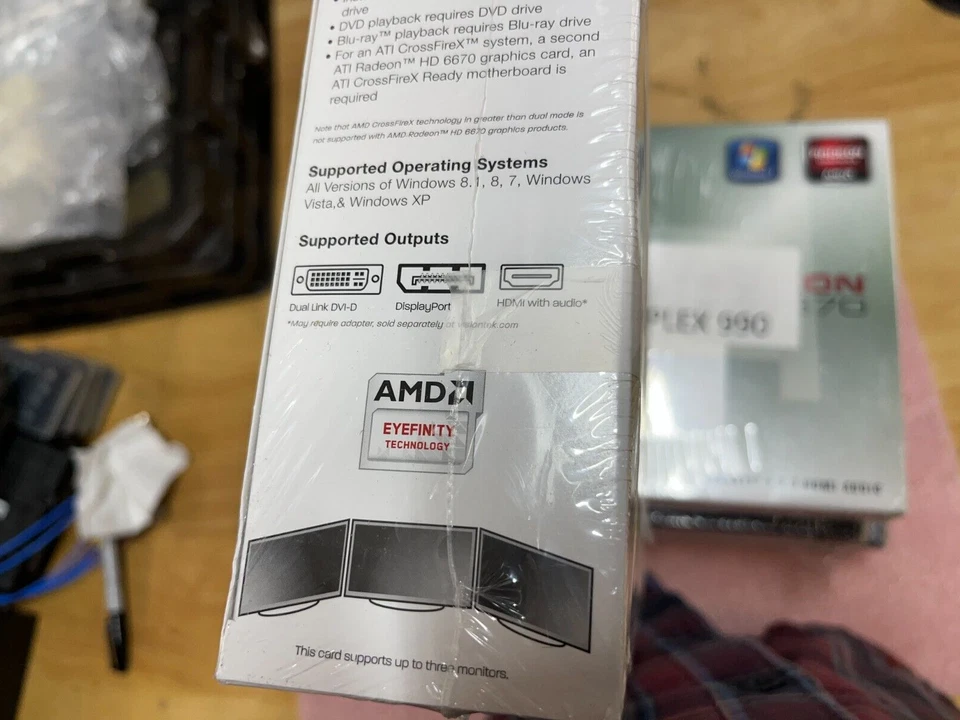 drive
• DVD playback requires DVD drive
• Blu-ray™ playback requires Blu-ray drive
• For an ATI CrossFireX™ system, a second
ATI Radeon™ HD 6670 graphics card, an
ATI CrossFireX Ready motherboard is
required
Note that AMD CrossFireX technology in greater than dual mode is
not supported with AMD Radeon™ HD 6670 graphics products.
Supported Operating Systems
All Versions of Windows 8.1, 8, 7, Windows
Vista,& Windows XP
Supported Outputs
Dual Link DVI-D
DisplayPort
HDMI with audio*
*May require adapter, sold separately at visiontek.com
AMD
EYEFINITY
TECHNOLOGY
This card supports up to three monitors.
RADEON
ON
70
PLEX 990